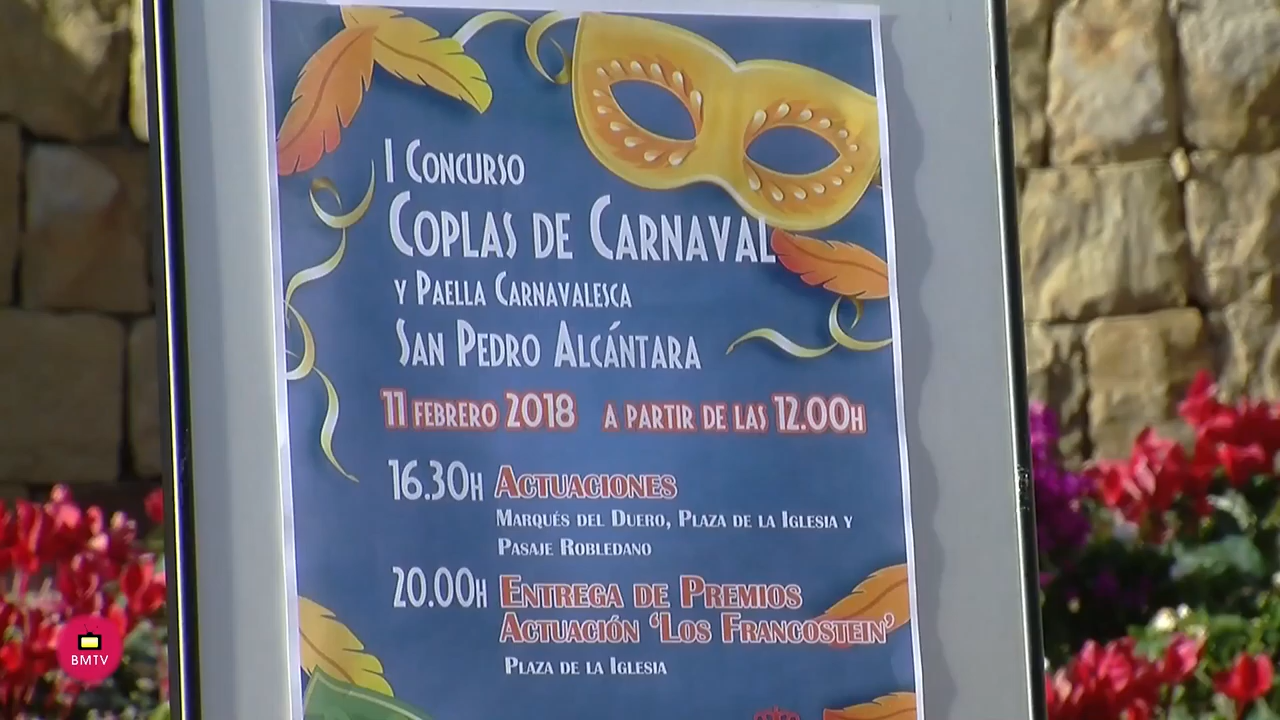 I Concurso
Coplas de Carnaval
y Paella Carnavalesca
San Pedro Alcántara
11 febrero 2018 a partir de las 12.00h
16.30h Actuaciones
Marqués del Duero, Plaza de la Iglesia y
Pasaje Robledano
20.00h Entrega de Premios
Actuación ‘Los Francostein’
Plaza de la Iglesia
BMTV